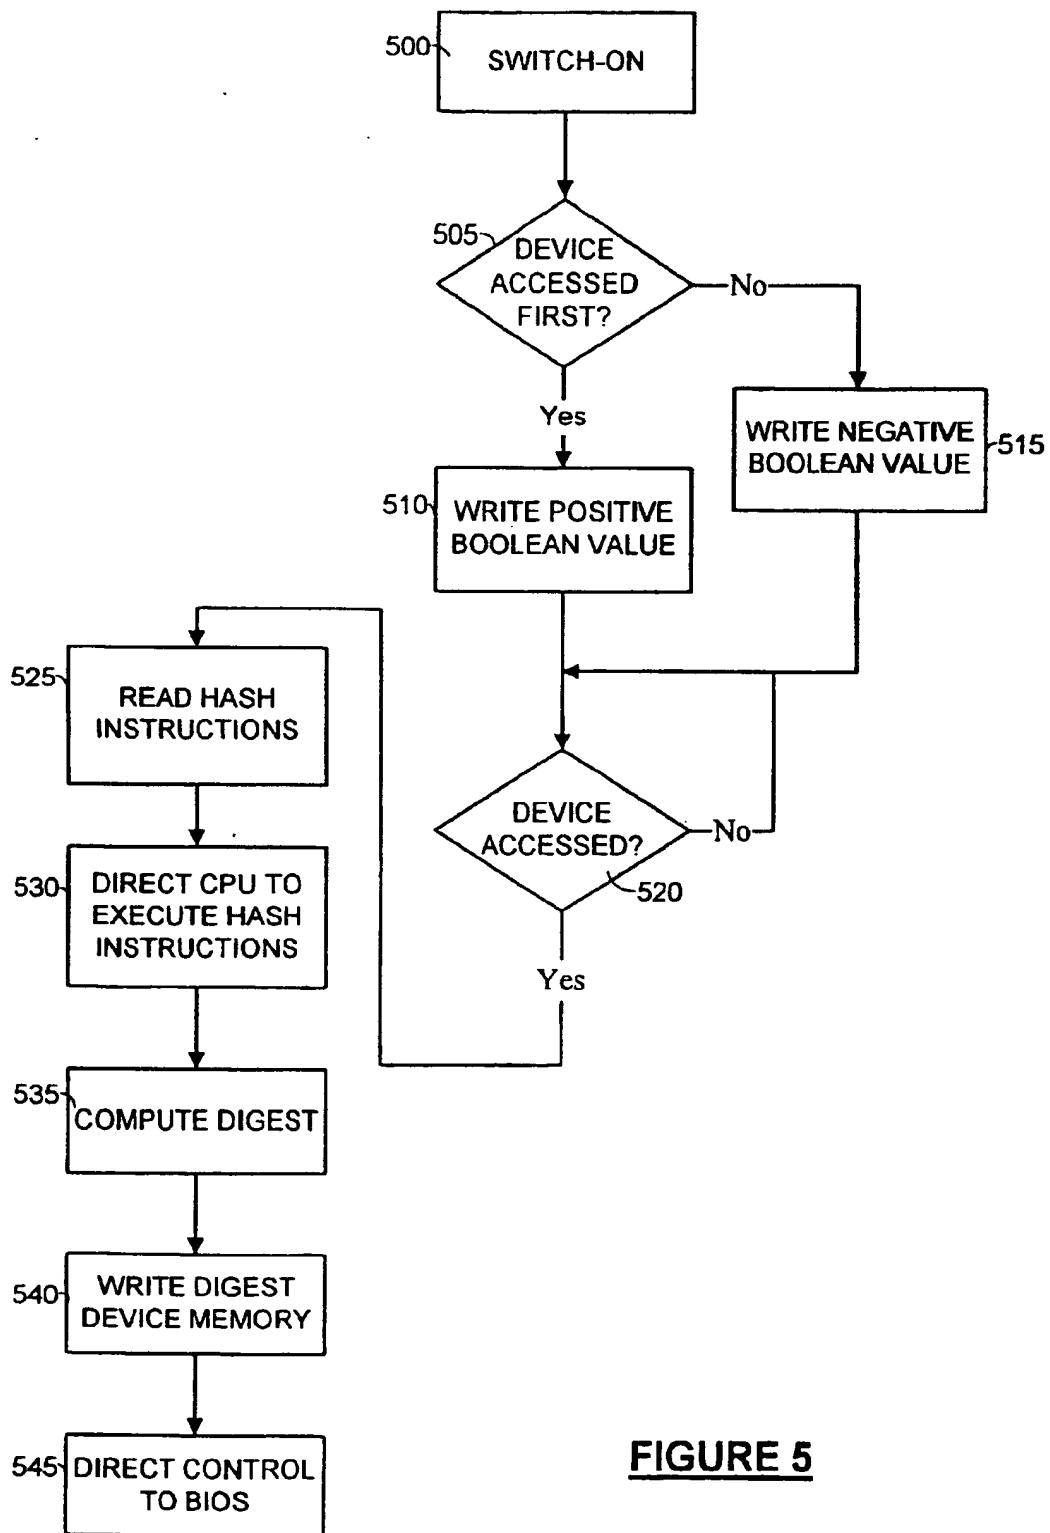 500
SWITCH-ON
505
DEVICE
ACCESSED
FIRST?
No
Yes
WRITE NEGATIVE
BOOLEAN VALUE
515
510
WRITE POSITIVE
BOOLEAN VALUE
525
READ HASH
INSTRUCTIONS
DEVICE
ACCESSED?
No
520
Yes
530
DIRECT CPU TO
EXECUTE HASH
INSTRUCTIONS
535
COMPUTE DIGEST
540
WRITE DIGEST
DEVICE MEMORY
545
DIRECT CONTROL
TO BIOS
FIGURE 5